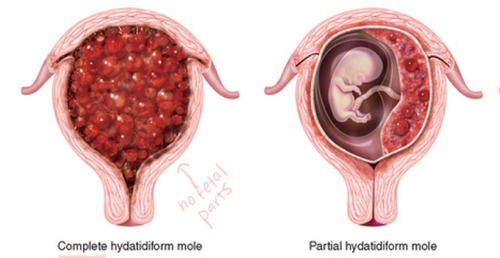 no fetal
parts
Complete hydatidiform mole
Partial hydatidiform mole